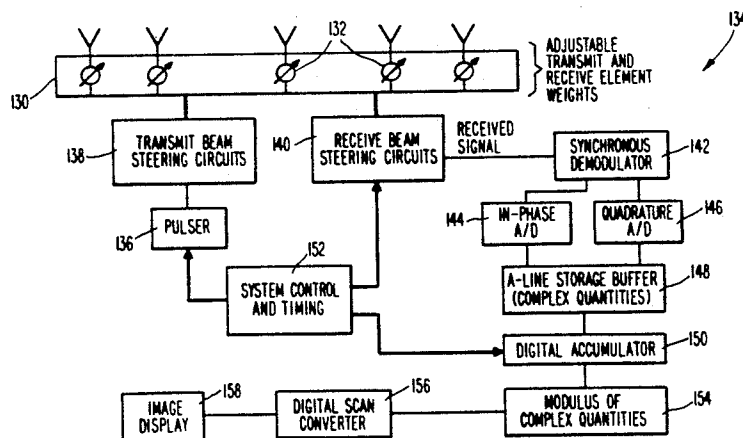 134
132
ADJUSTABLE
TRANSMIT AND
RECEIVE ELEMENT
WEIGHTS
130
138
TRANSMIT BEAM
STEERING CIRCUITS
140
RECEIVE BEAM
STEERING CIRCUITS
RECEIVED
SIGNAL
SYNCHRONOUS
DEMODULATOR
142
136
PULSER
144
IN-PHASE
A/D
QUADRATURE
A/D
146
152
SYSTEM CONTROL
AND TIMING
A-LINE STORAGE BUFFER
(COMPLEX QUANTITIES)
148
DIGITAL ACCUMULATOR
150
158
IMAGE
DISPLAY
156
DIGITAL SCAN
CONVERTER
MODULUS OF
COMPLEX QUANTITIES
154